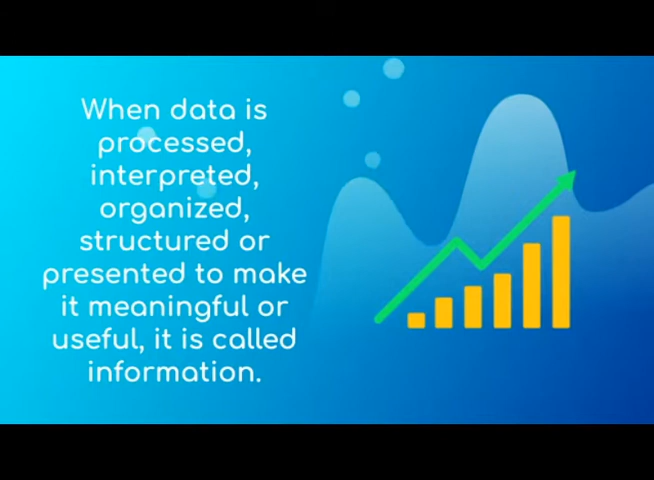 When data is
processed,
interpreted,
organized,
structured or
presented to make
it meaningful or
useful, it is called
information.